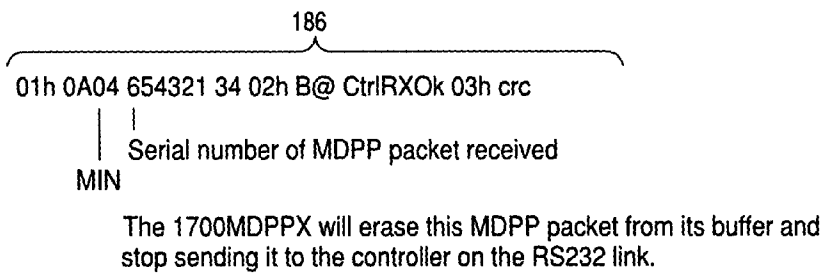 186
01h 0A04 654321 34 02h B@ CtrlRXOk 03h crc
Serial number of MDPP packet received
MIN
The 1700MDPPX will erase this MDPP packet from its buffer and
stop sending it to the controller on the RS232 link.